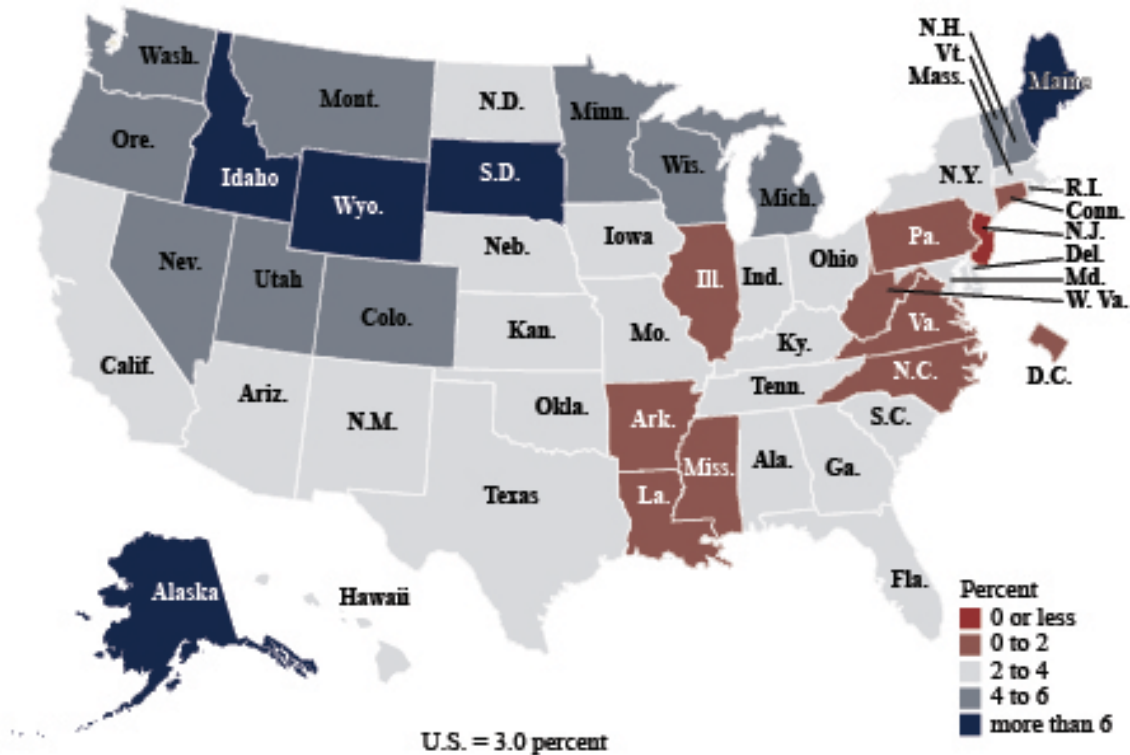 N.H.
Vt.
Mass.
Wash.
Mont.
N.D.
Minn.
Maine
Ore.
Idaho
Wyo.
S.D.
Wis.
Mich.
N.Y.
R.I.
Conn.
N.J.
Del.
Md.
W. Va.
Nev.
Utah
Colo.
Neb.
Iowa
Ill.
Ind.
Ohio
Pa.
Calif.
Kan.
Mo.
Ky.
Va.
D.C.
Ariz.
N.M.
Okla.
Ark.
Tenn.
N.C.
S.C.
Texas
La.
Miss.
Ala.
Ga.
Fla.
Alaska
Hawaii
Percent
0 or less
0 to 2
2 to 4
4 to 6
more than 6
U.S. = 3.0 percent